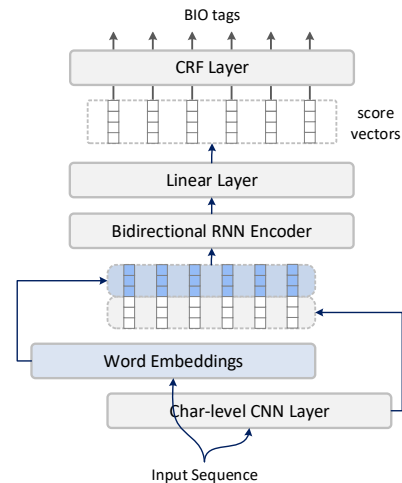 BIO tags
CRF Layer
score
vectors
Linear Layer
Bidirectional RNN Encoder
Word Embeddings
Char-level CNN Layer
Input Sequence